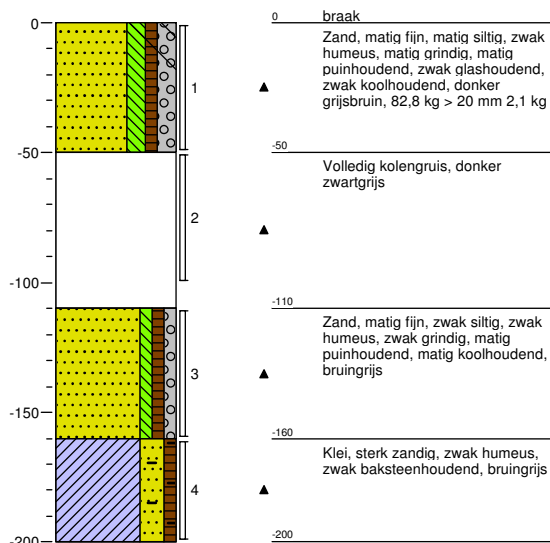 0
-50
-100
-150
-200
1
2
3
4
0
braak
Zand, matig fijn, matig siltig, zwak
humeus, matig grindig, matig
puinhoudend, zwak glashoudend,
zwak koolhoudend, donker
grijsbruin, 82,8 kg > 20 mm 2,1 kg
-50
Volledig kolengruis, donker
zwartgrijs
-110
Zand, matig fijn, zwak siltig, zwak
humeus, zwak grindig, matig
puinhoudend, matig koolhoudend,
bruingrijs
-160
Klei, sterk zandig, zwak humeus,
zwak baksteenhoudend, bruingrijs
-200